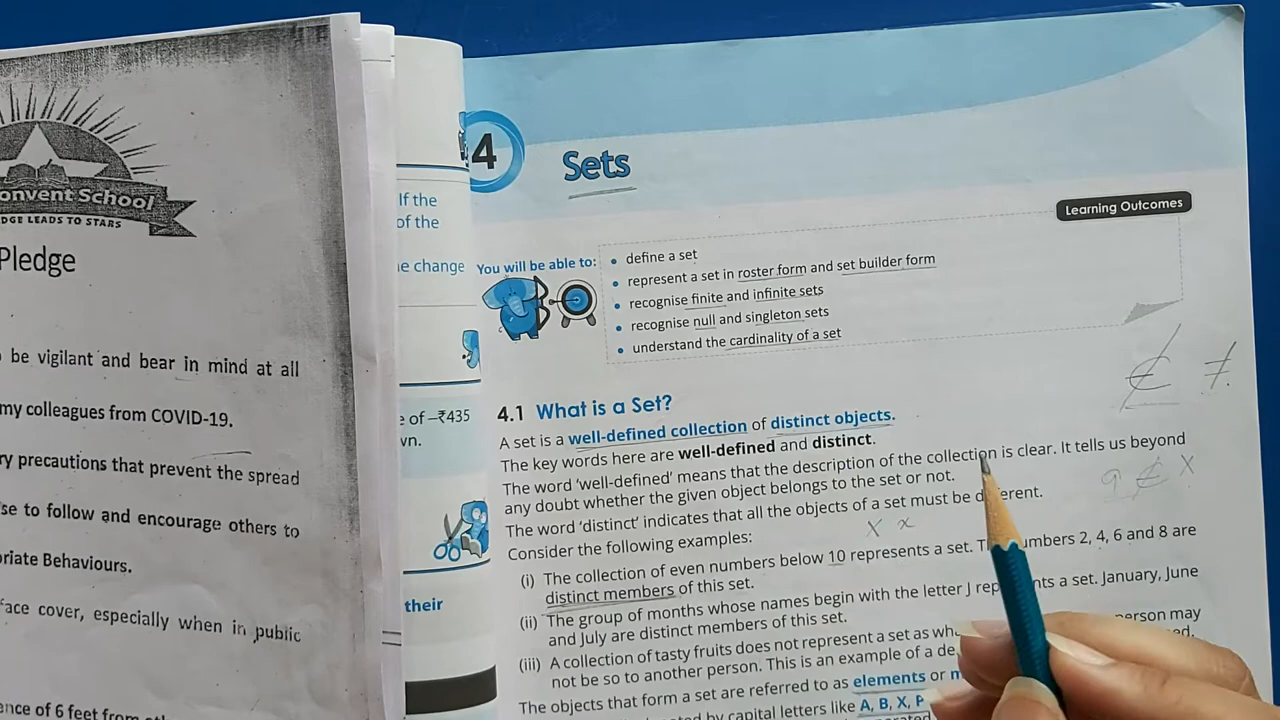 onvent School
DGE LEADS TO STARS
Pledge
be vigilant and bear in mind at all
my colleagues from COVID-19.
ry precautions that prevent the spread
se to follow and encourage others to
riate Behaviours.
face cover, especially when in public
ance of 6 feet from
If the
of the
e change
e of –₹435
vn.
their
4
Sets
Learning Outcomes
You will be able to:
• define a set
• represent a set in roster form and set builder form
• recognise finite and infinite sets
• recognise null and singleton sets
• understand the cardinality of a set
4.1 What is a Set?
A set is a well-defined collection of distinct objects.
The key words here are well-defined and distinct.
The word ‘well-defined’ means that the description of the collection is clear. It tells us beyond
any doubt whether the given object belongs to the set or not.
The word ‘distinct’ indicates that all the objects of a set must be different.
Consider the following examples:
(i) The collection of even numbers below 10 represents a set. The numbers 2, 4, 6 and 8 are
distinct members of this set.
(ii) The group of months whose names begin with the letter J represents a set. January, June
and July are distinct members of this set.
(iii) A collection of tasty fruits does not represent a set as person may
not be so to another person. This is an example of a
The objects that form a set are referred to as elements or
by capital letters like A, B, X, P
∉ ≠
9 ∉ X
X x